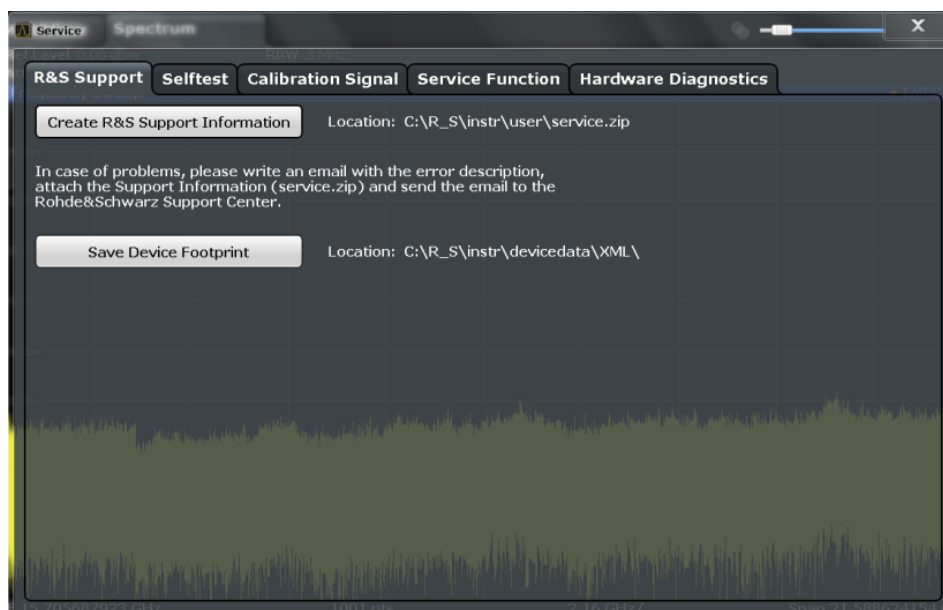 Service
Spectrum
X
R&S Support
Selftest
Calibration Signal
Service Function
Hardware Diagnostics
Create R&S Support Information
Location: C:\R_S\instr\user\service.zip
In case of problems, please write an email with the error description,
attach the Support Information (service.zip) and send the email to the
Rohde&Schwarz Support Center.
Save Device Footprint
Location: C:\R_S\instr\devicedata\XML\
1001 pts
2.16 GHz/